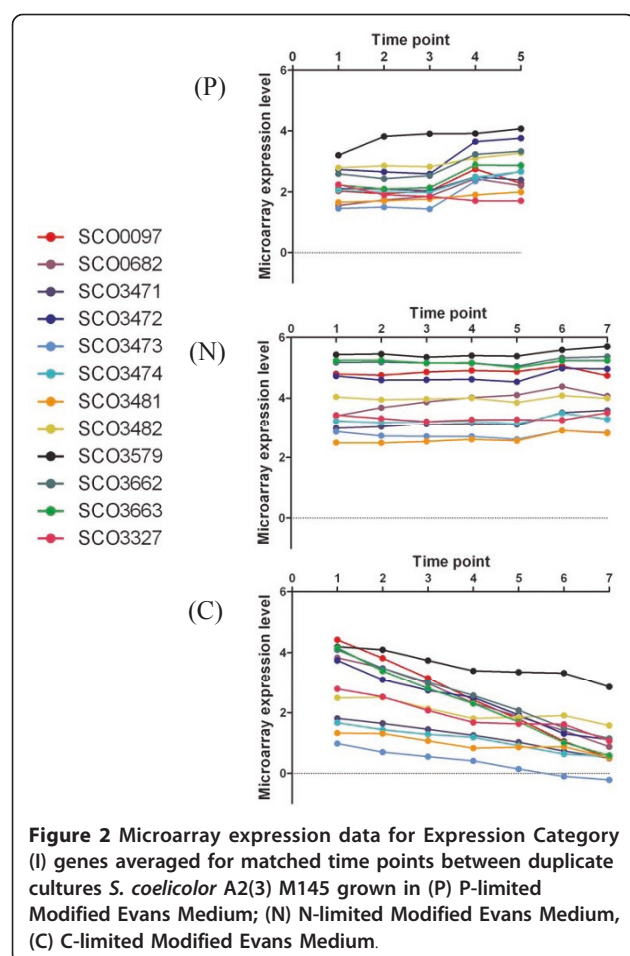 Time point
0 1 2 3 4 5
(P)
Microarray expression level
6
4
2
0
SCO0097
SCO0682
SCO3471
SCO3472
SCO3473
SCO3474
SCO3481
SCO3482
SCO3579
SCO3662
SCO3663
SCO3327
Time point
0 1 2 3 4 5 6 7
(N)
Microarray expression level
6
4
2
0
Time point
0 1 2 3 4 5 6 7
(C)
Microarray expression level
6
4
2
0
Figure 2 Microarray expression data for Expression Category
(I) genes averaged for matched time points between duplicate
cultures S. coelicolor A2(3) M145 grown in (P) P-limited
Modified Evans Medium; (N) N-limited Modified Evans Medium,
(C) C-limited Modified Evans Medium.